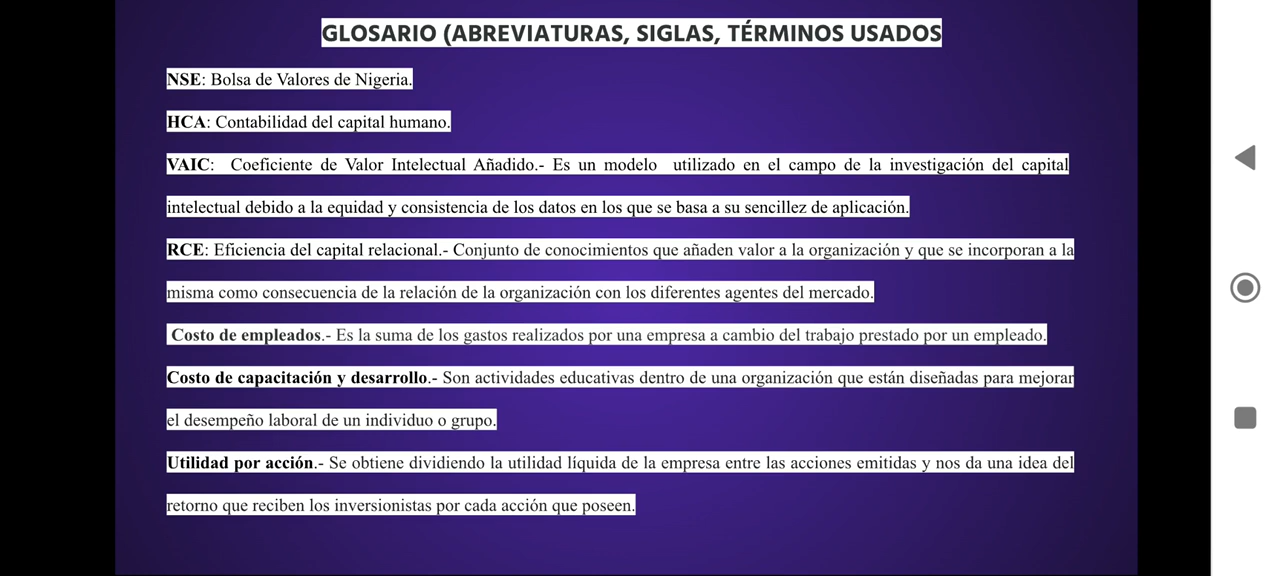 GLOSARIO (ABREVIATURAS, SIGLAS, TÉRMINOS USADOS
NSE: Bolsa de Valores de Nigeria.
HCA: Contabilidad del capital humano.
VAIC: Coeficiente de Valor Intelectual Añadido.- Es un modelo utilizado en el campo de la investigación del capital
intelectual debido a la equidad y consistencia de los datos en los que se basa a su sencillez de aplicación.
RCE: Eficiencia del capital relacional.- Conjunto de conocimientos que añaden valor a la organización y que se incorporan a la
misma como consecuencia de la relación de la organización con los diferentes agentes del mercado.
Costo de empleados.- Es la suma de los gastos realizados por una empresa a cambio del trabajo prestado por un empleado.
Costo de capacitación y desarrollo.- Son actividades educativas dentro de una organización que están diseñadas para mejorar
el desempeño laboral de un individuo o grupo.
Utilidad por acción.- Se obtiene dividiendo la utilidad líquida de la empresa entre las acciones emitidas y nos da una idea del
retorno que reciben los inversionistas por cada acción que poseen.